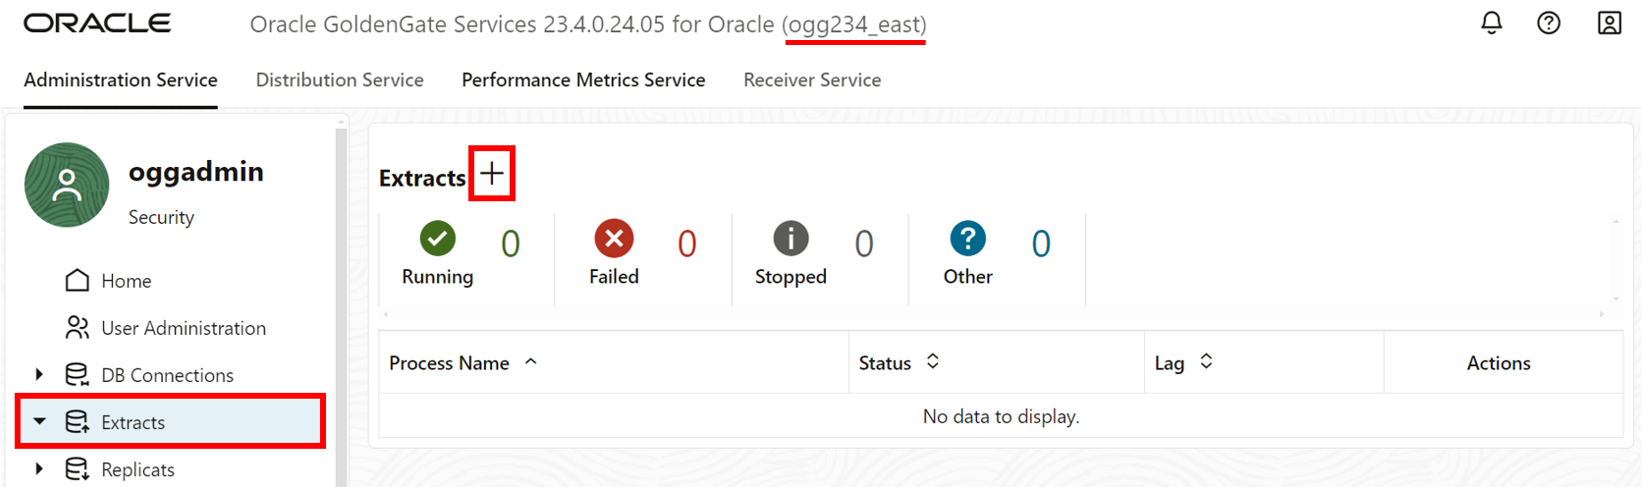 ORACLE Oracle GoldenGate Services 23.4.0.24.05 for Oracle (ogg234_east)
Administration Service Distribution Service Performance Metrics Service Receiver Service
oggadmin
Security
Home
User Administration
DB Connections
Extracts
Replicats
Extracts
0 0 0 0
Running Failed Stopped Other
Process Name Status Lag Actions
No data to display.